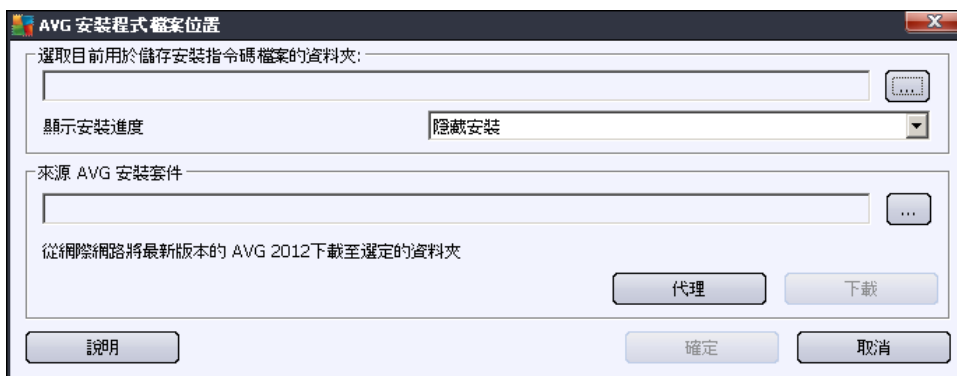 AVG 安裝程式檔案位置
選取目前用於儲存安裝指令碼檔案的資料夾:
...
顯示安裝進度
隱藏安裝
來源 AVG 安裝套件
...
從網際網路將最新版本的 AVG 2012下載至選定的資料夾
代理
下載
說明
確定
取消